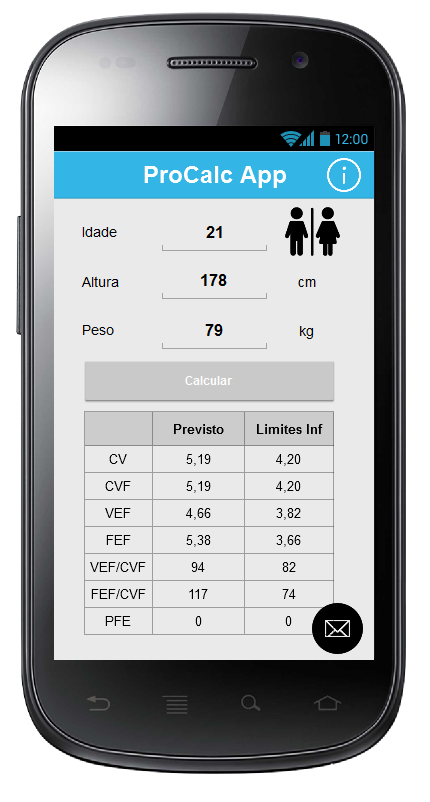 12:00
ProCalc App
i
Idade 21
Altura 178 cm
Peso 79 kg
Calcular
Previsto Limites Inf
CV 5,19 4,20
CVF 5,19 4,20
VEF 4,66 3,82
FEF 5,38 3,66
VEF/CVF 94 82
FEF/CVF 117 74
PFE 0 0